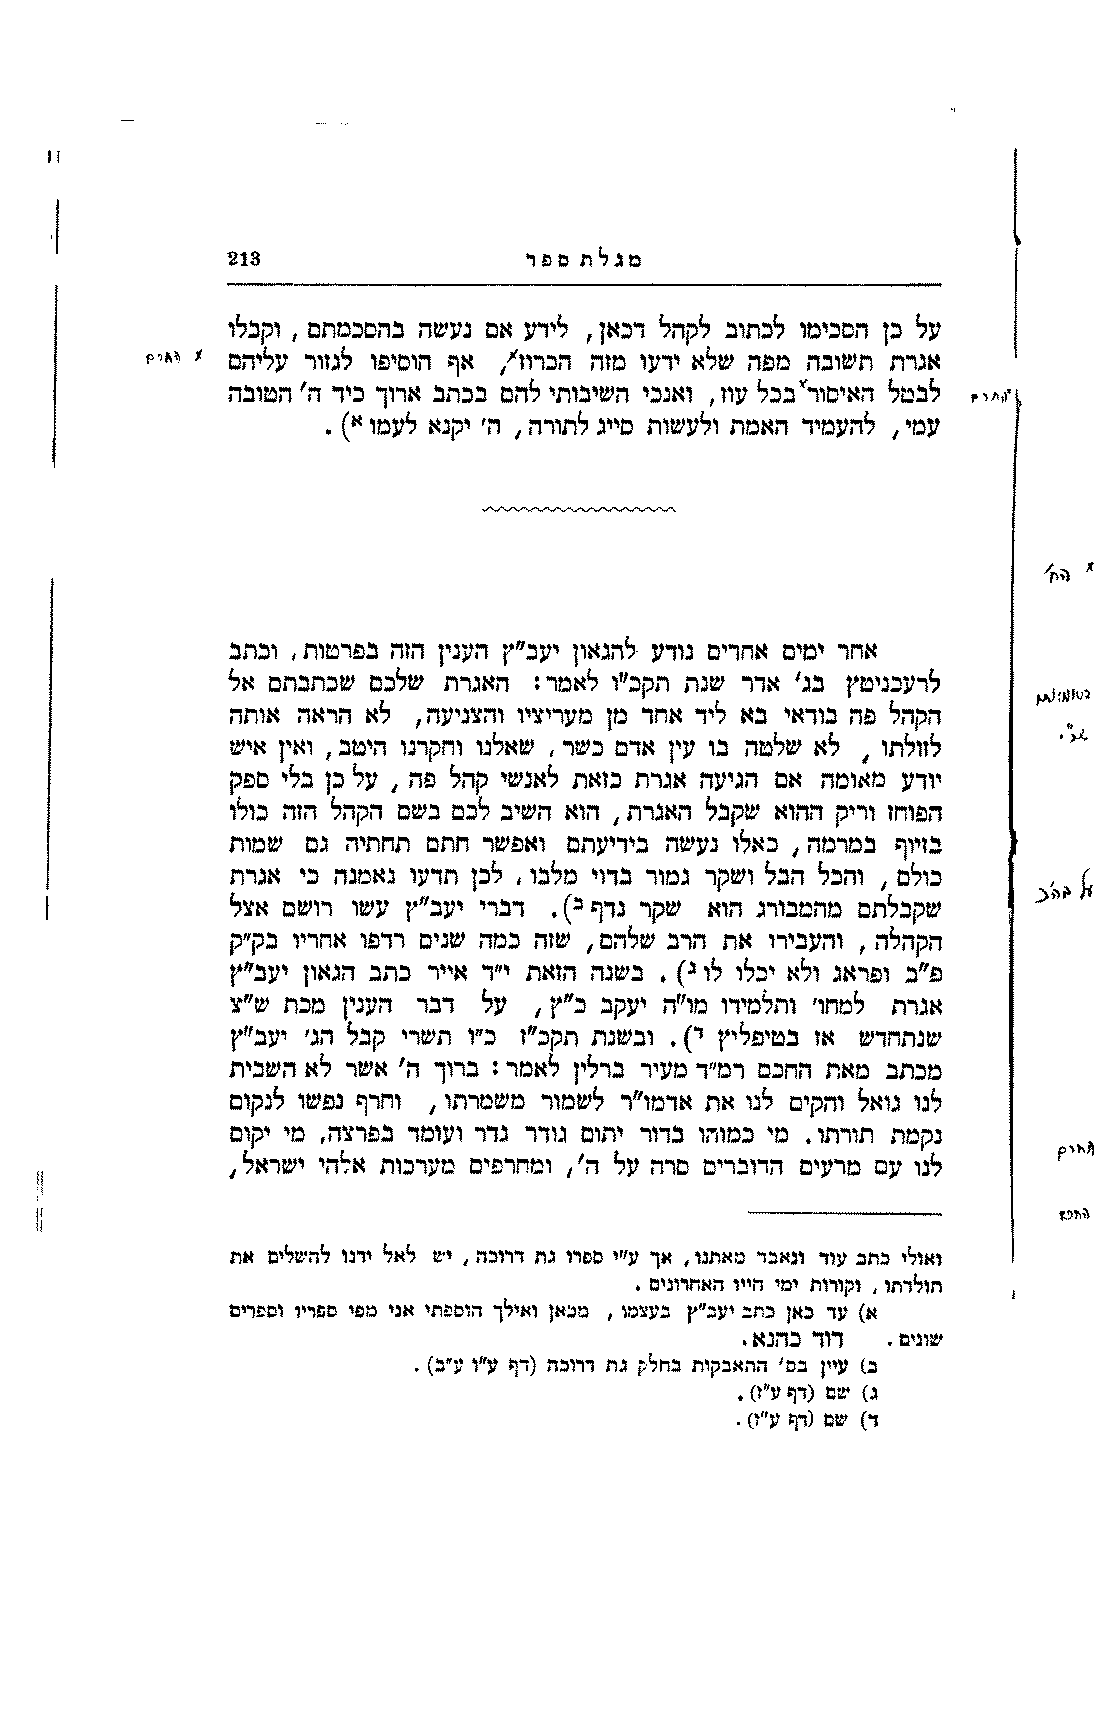 מגלת ספר 213
על כן הסכימו לכתוב לקהל דכאן, לידע אם נעשה בהסכמתם, וקבלו
אגרת תשובה מפה שלא ידעו מזה הכרוז, אף הוסיפו לגזור עליהם
לבטל האיסור בכל עוז, ואנכי השיבותי להם בכתב ארוך כיד ה' הטובה
עמי, להעמיד האמת ולעשות סייג לתורה, ה' יקנא לעמו א).
אחר ימים אחדים נודע להגאון יעב"ץ הענין הזה בפרטות, וכתב
לרעכניטץ בג' אדר שנת תקכ"ו לאמר: האגרת שלכם שכתבתם אל
הקהל פה בודאי בא ליד אחד מן מעריציו והצניעה, לא הראה אותה
לזולתו, לא שלטה בו עין אדם כשר, שאלנו וחקרנו היטב, ואין איש
יודע מאומה אם הגיעה אגרת כזאת לאנשי קהל פה, על כן בלי ספק
הפוחז וריק ההוא שקבל האגרת, הוא השיב לכם בשם הקהל הזה כולו
בזיוף במרמה, כאלו נעשה בידיעתם ואפשר חתם תחתיה גם שמות
כולם, והכל הבל ושקר גמור בדוי מלבו, לכן תדעו נאמנה כי אגרת
שקבלתם מהמבורג הוא שקר נדף ב). דברי יעב"ץ עשו רושם אצל
הקהלה, והעבירו את הרב שלהם, שזה כמה שנים רדפו אחריו בק"ק
פ"ב ופראג ולא יכלו לו ג). בשנה הזאת י"ד אייר כתב הגאון יעב"ץ
אגרת למחו' ותלמידו מו"ה יעקב כ"ץ, על דבר הענין מכת ש"צ
שנתחדש אז בטיפליץ ד). ובשנת תקכ"ז כ"ו תשרי קבל הג' יעב"ץ
מכתב מאת החכם רמ"ד מעיר ברלין לאמר: ברוך ה' אשר לא השבית
לנו גואל והקים לנו את אדמו"ר לשמור משמרתו, וחרף נפשו לנקום
נקמת תורתו. מי כמוהו בדור יתום גודר גדר ועומד בפרצה, מי יקום
לנו עם מרעים הדוברים סרה על ה', ומחרפים מערכות אלהי ישראל,
ואולי כתב עוד ונאבד מאתנו, אך ע"י ספרו גת דרוכה, יש לאל ידנו להשלים את
תולדתו, וקורות ימי חייו האחרונים.
א) עד כאן כתב יעב"ץ בעצמו, מכאן ואילך הוספתי אני מפי ספריו וספרים
שונים. דוד כהנא.
ב) עיין בס' ההתאבקות בחלק גת דרוכה (דף ע"ו ע"ב).
ג) שם (דף ע"ז).
ד) שם (דף ע"ז).